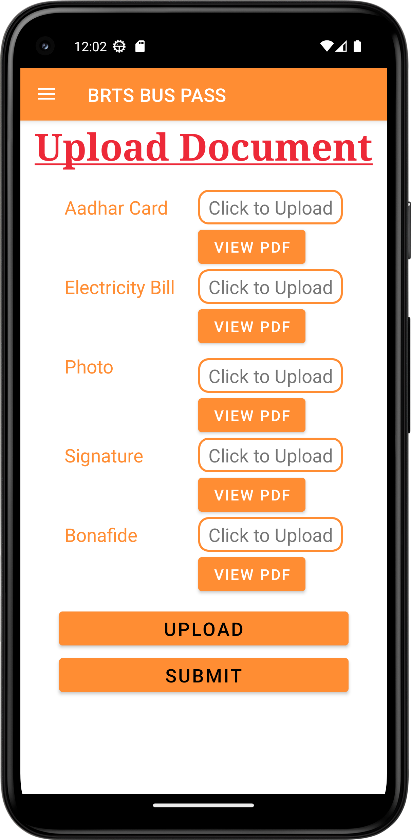 12:02
BRTS BUS PASS
Upload Document
Aadhar Card Click to Upload
VIEW PDF
Electricity Bill Click to Upload
VIEW PDF
Photo Click to Upload
VIEW PDF
Signature Click to Upload
VIEW PDF
Bonafide Click to Upload
VIEW PDF
UPLOAD
SUBMIT